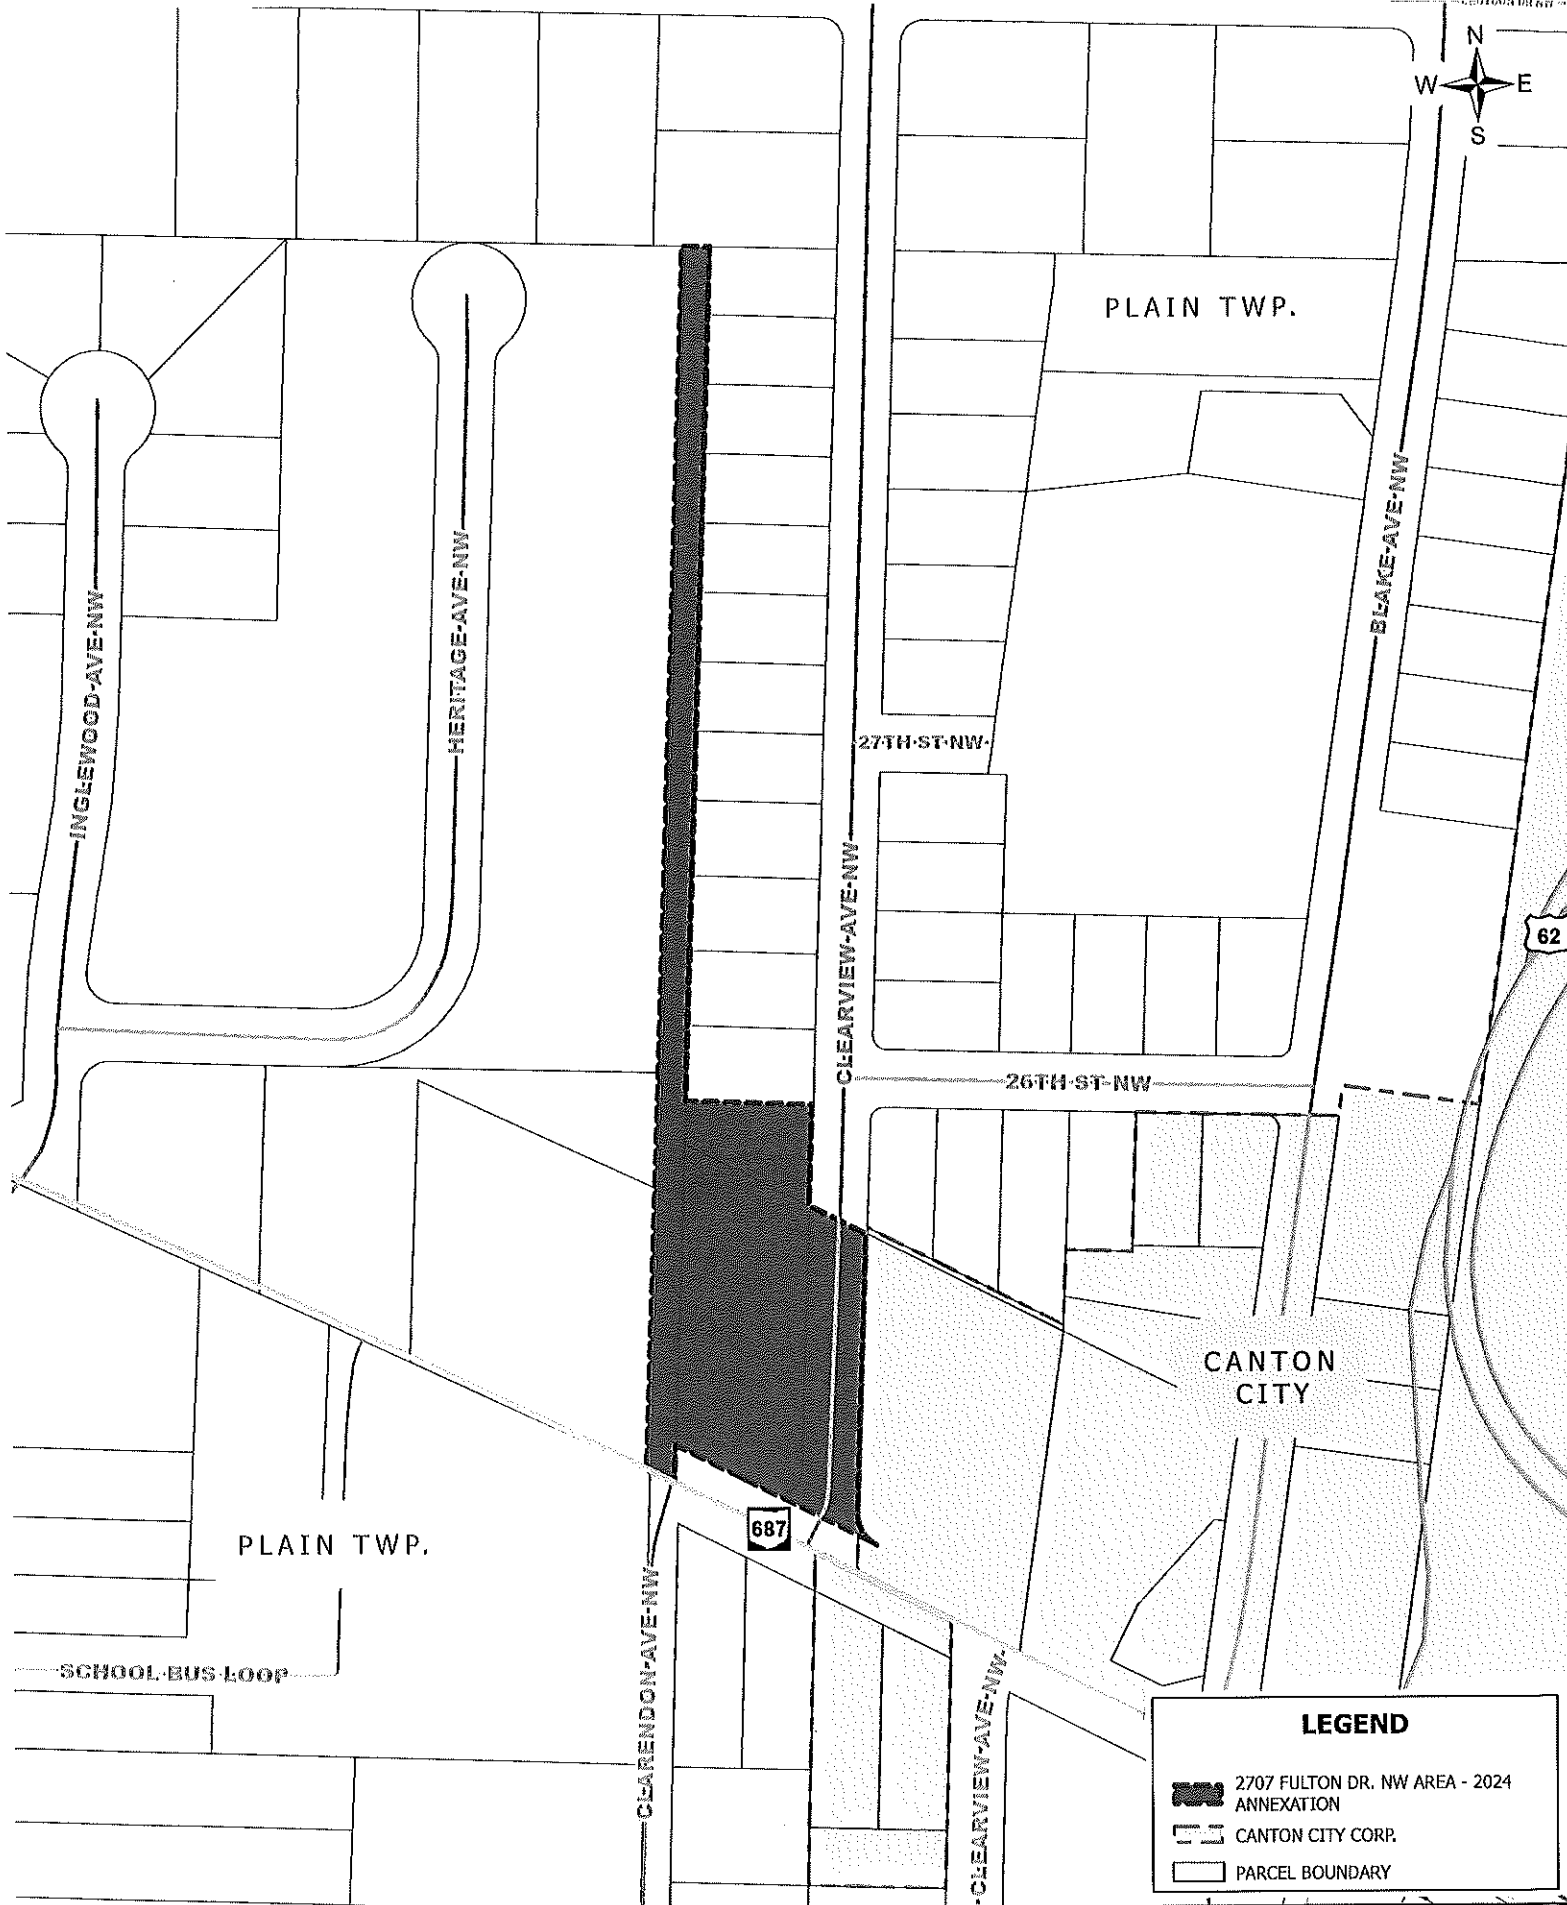 N
W E
S
PLAIN TWP.
BLAKE-AVE-NW
HERITAGE-AVE-NW
INGLEWOOD-AVE-NW
27TH-ST-NW-
CLEARVIEW-AVE-NW
62
26TH-ST-NW
CANTON
CITY
687
PLAIN TWP.
CLARENDON-AVE-NW
SCHOOL-BUS-LOOP
CLEARVIEW-AVE-NW-
LEGEND
2707 FULTON DR. NW AREA - 2024
ANNEXATION
CANTON CITY CORP.
PARCEL BOUNDARY